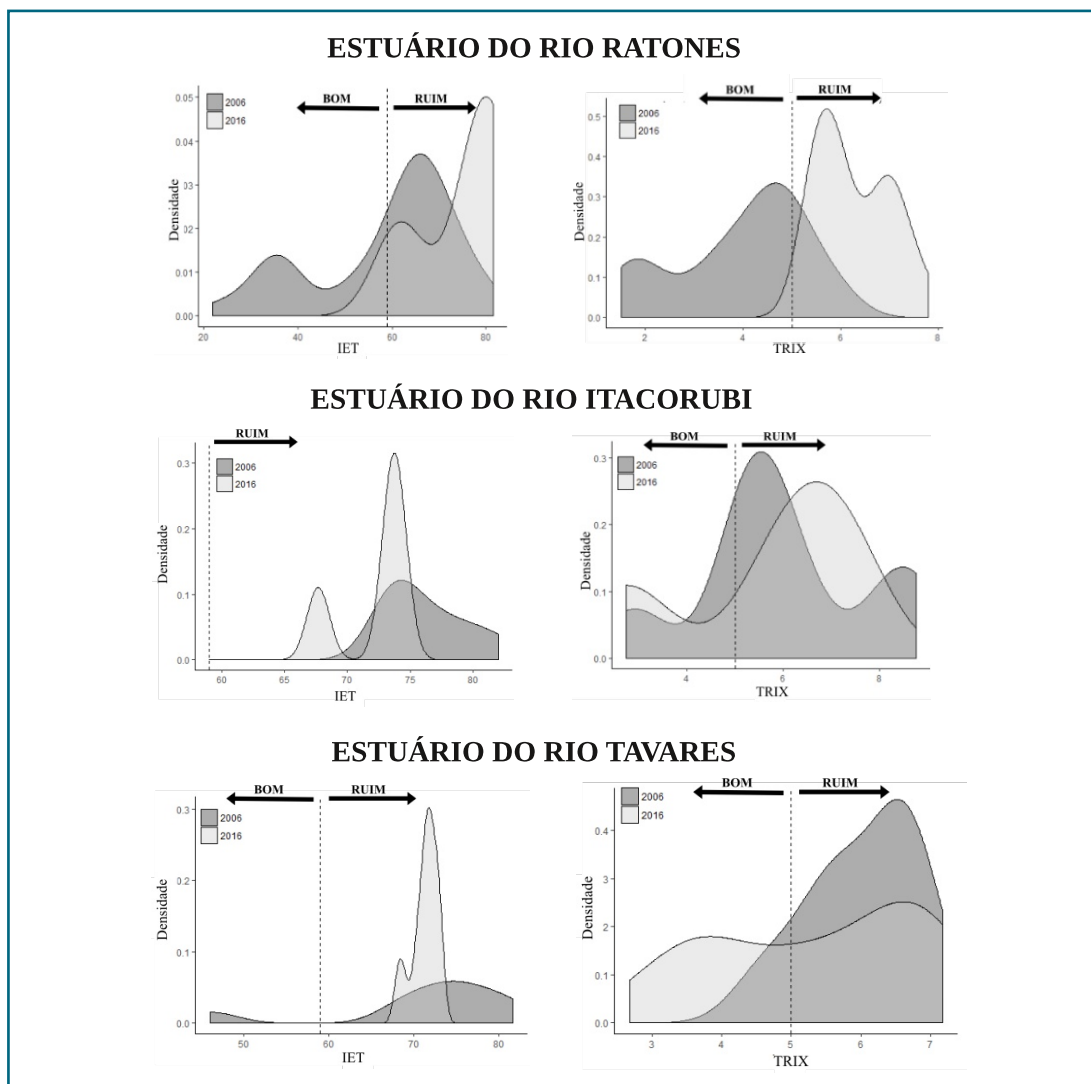 ESTUÁRIO DO RIO RATONES
BOM RUIM
2006
2016
0.05
0.04
03
02
0.01
0.00
Densidade
20 40 60 80
IET
BOM RUIM
2006
2016
0.5
0.4
0.3
0.2
0.1
0.0
Densidade
2 4 6 8
TRIX
ESTUÁRIO DO RIO ITACORUBI
RUIM
2006
2016
0.3
0.2
0.1
0.0
Densidade
60 65 70 75 80
IET
BOM RUIM
2006
2016
0.3
0.2
0.1
0.0
Densidade
4 6 8
TRIX
ESTUÁRIO DO RIO TAVARES
BOM RUIM
2006
2016
0.3
0.2
0.1
0.0
Densidade
50 60 70 80
IET
BOM RUIM
2006
2016
0.4
3
2
0.1
0.0
Densidade
3 4 5 6 7
TRIX